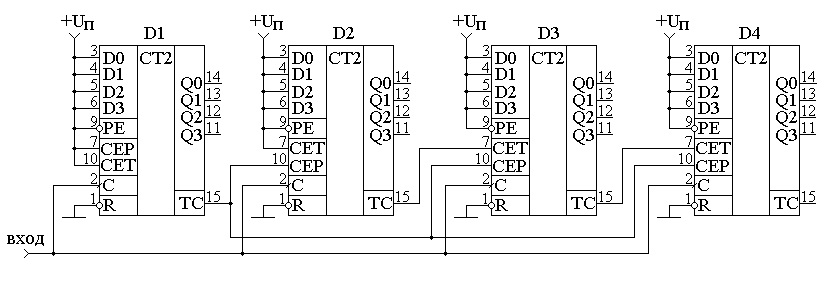 +UП D1
3 D0 CT2
4 D1 Q0 14
5 D2 Q1 13
6 D3 Q2 12
9 PE Q3 11
7 CEP
10 CET
2 C
1 R TC 15
+UП D2
3 D0 CT2
4 D1 Q0 14
5 D2 Q1 13
6 D3 Q2 12
9 PE Q3 11
7 CET
10 CEP
2 C
1 R TC 15
+UП D3
3 D0 CT2
4 D1 Q0 14
5 D2 Q1 13
6 D3 Q2 12
9 PE Q3 11
7 CET
10 CEP
2 C
1 R TC 15
+UП D4
3 D0 CT2
4 D1 Q0 14
5 D2 Q1 13
6 D3 Q2 12
9 PE Q3 11
7 CET
10 CEP
2 C
1 R TC 15
вход